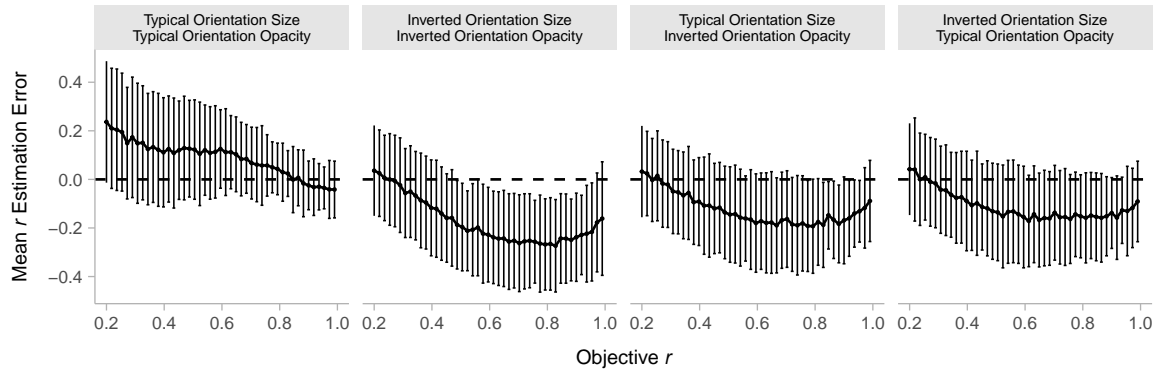 Typical Orientation Size
Typical Orientation Opacity
Inverted Orientation Size
Inverted Orientation Opacity
Typical Orientation Size
Inverted Orientation Opacity
Inverted Orientation Size
Typical Orientation Opacity
Mean r Estimation Error
0.4
0.2
0.0
−0.2
−0.4
0.2 0.4 0.6 0.8 1.0 0.2 0.4 0.6 0.8 1.0 0.2 0.4 0.6 0.8 1.0 0.2 0.4 0.6 0.8 1.0
Objective r